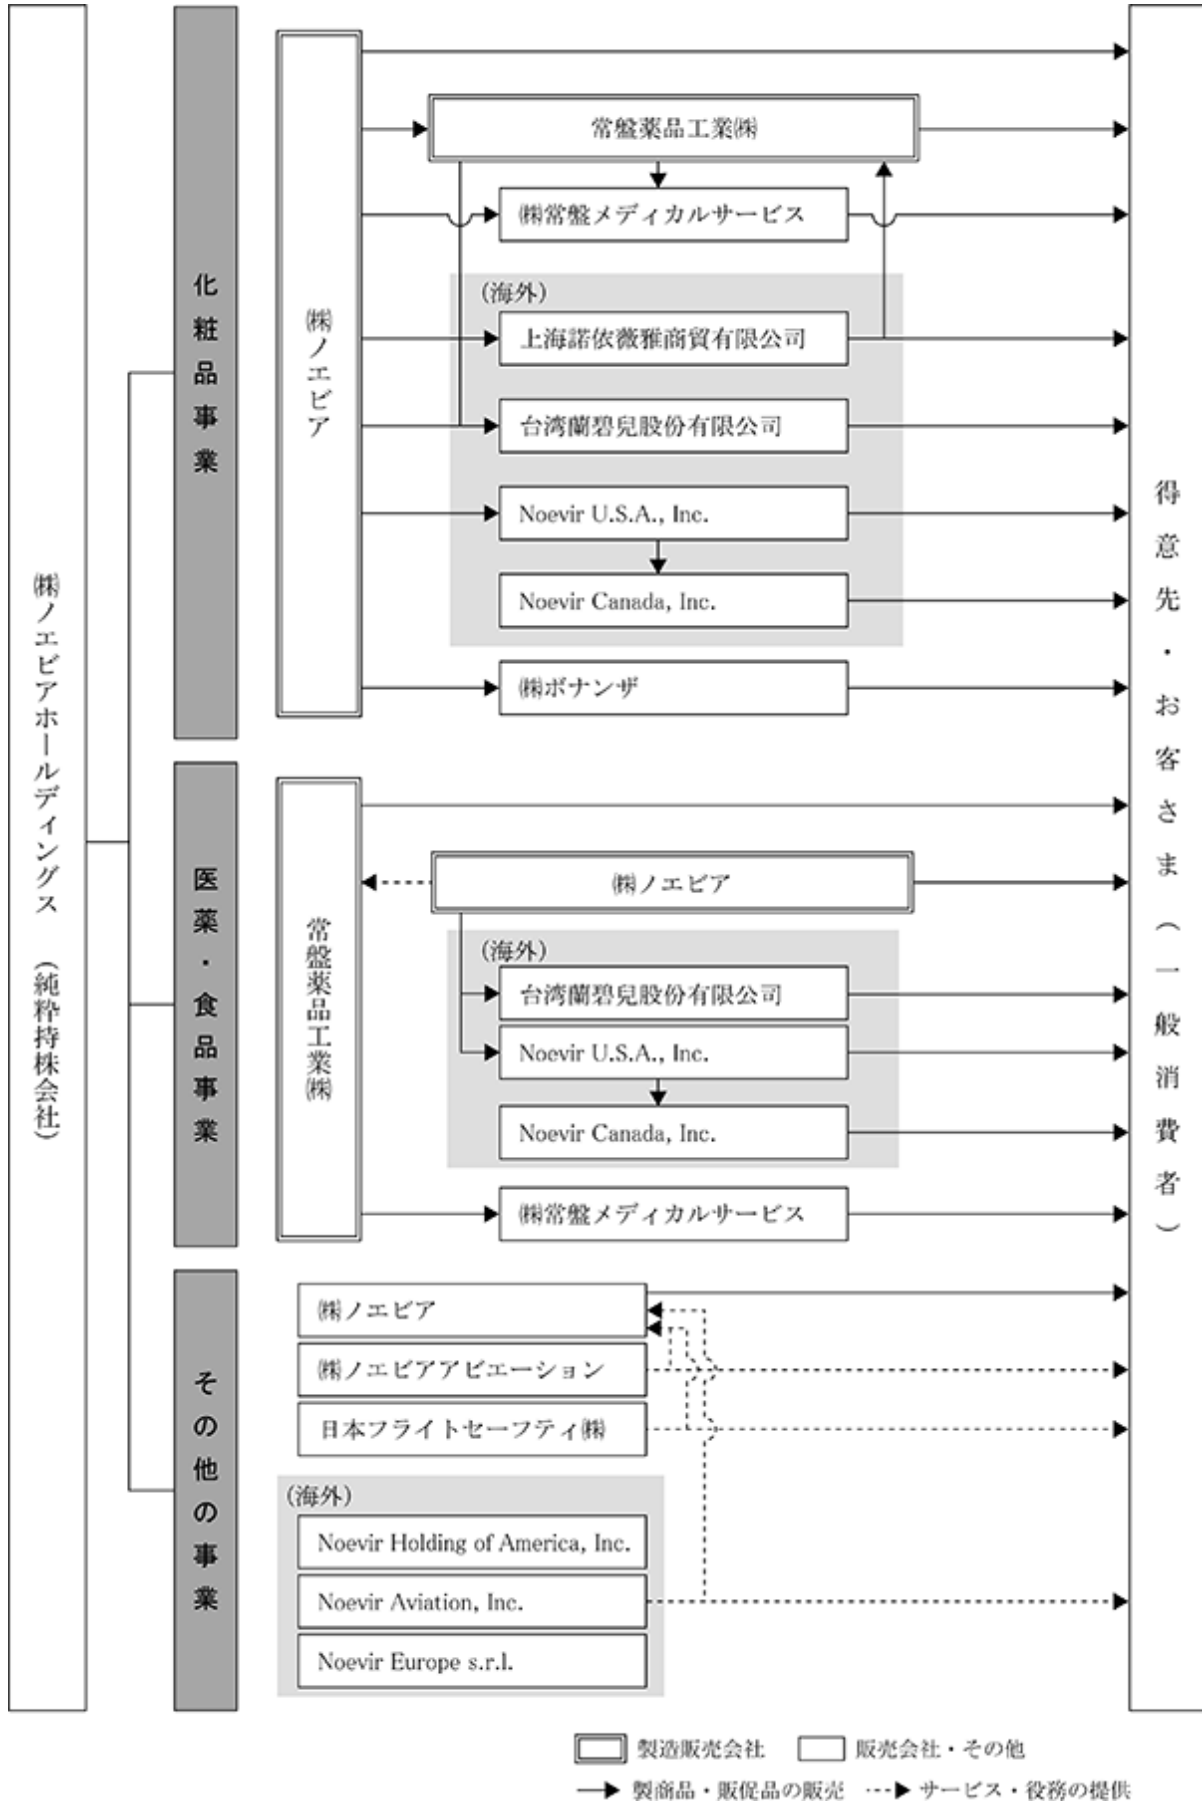 ㈱ノエビアホールディングス （純粋持株会社）
化粧品事業
㈱ノエビア
常盤薬品工業㈱
㈱常盤メディカルサービス
（海外）
上海諾依薇雅商貿有限公司
台湾蘭碧兒股份有限公司
Noevir U.S.A., Inc.
Noevir Canada, Inc.
㈱ボナンザ
医薬・食品事業
常盤薬品工業㈱
㈱ノエビア
（海外）
台湾蘭碧兒股份有限公司
Noevir U.S.A., Inc.
Noevir Canada, Inc.
㈱常盤メディカルサービス
その他の事業
㈱ノエビア
㈱ノエビアアビエーション
日本フライトセーフティ㈱
（海外）
Noevir Holding of America, Inc.
Noevir Aviation, Inc.
Noevir Europe s.r.l.
得意先・お客さま（一般消費者）
製造販売会社 販売会社・その他
製商品・販促品の販売 サービス・役務の提供